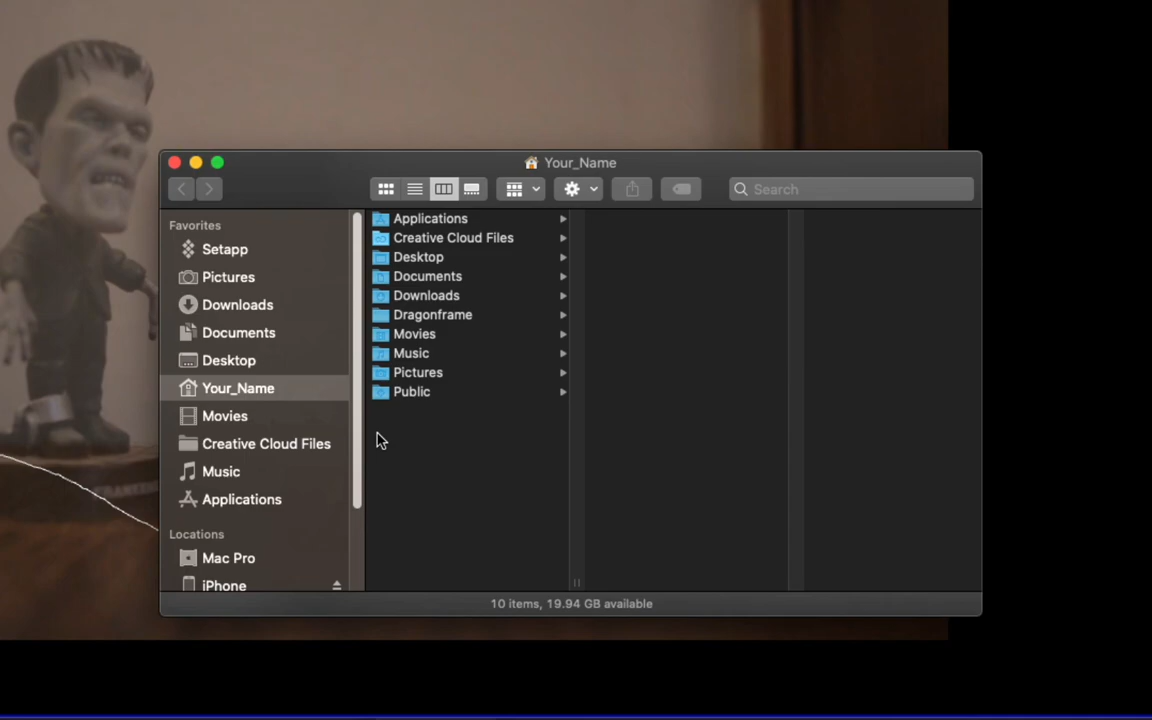 Your_Name
Search
Favorites
Setapp
Pictures
Downloads
Documents
Desktop
Your_Name
Movies
Creative Cloud Files
Music
Applications
Locations
Mac Pro
iPhone
Applications
Creative Cloud Files
Desktop
Documents
Downloads
Dragonframe
Movies
Music
Pictures
Public
10 items, 19.94 GB available